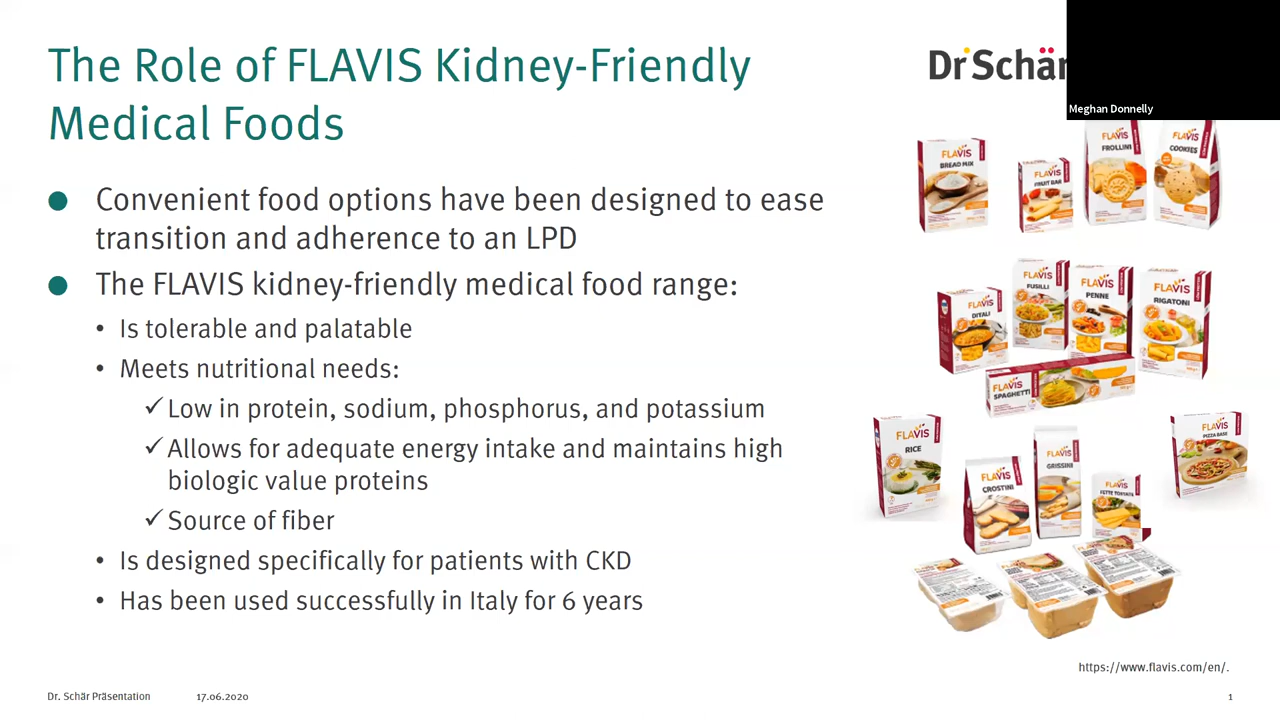 The Role of FLAVIS Kidney-Friendly
Medical Foods
Dr Schär
Meghan Donnelly
• Convenient food options have been designed to ease
transition and adherence to an LPD
• The FLAVIS kidney-friendly medical food range:
• Is tolerable and palatable
• Meets nutritional needs:
✓ Low in protein, sodium, phosphorus, and potassium
✓ Allows for adequate energy intake and maintains high
biologic value proteins
✓ Source of fiber
• Is designed specifically for patients with CKD
• Has been used successfully in Italy for 6 years
FLAVIS
BREAD MIX
FLAVIS
FRUIT BAR
FLAVIS
FROLLINI
FLAVIS
COOKIES
FLAVIS
DITALI
FLAVIS
FUSILLI
FLAVIS
PENNE
FLAVIS
RIGATONI
FLAVIS
SPAGHETTI
FLAVIS
RICE
FLAVIS
CROSTINI
FLAVIS
GRISSINI
FLAVIS
FETTE TOSTATE
FLAVIS
PIZZA BASE
https://www.flavis.com/en/.
Dr. Schär Präsentation
17.06.2020
1